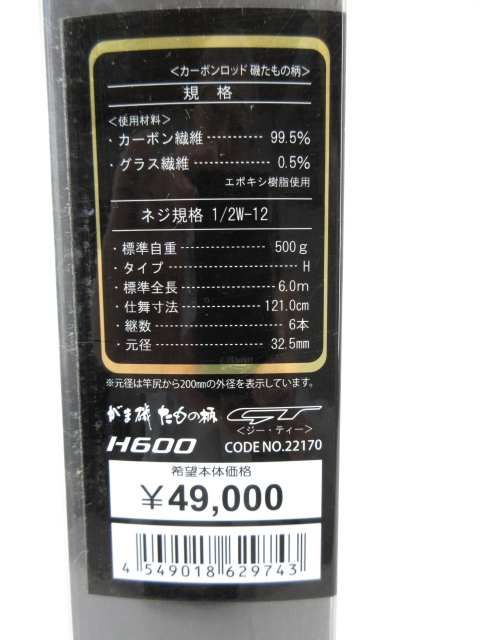 ＜カーボンロッド 磯たもの柄＞
規 格
＜使用材料＞
・カーボン繊維----------- 99.5%
・グラス繊維------------- 0.5%
エポキシ樹脂使用
ネジ規格 1/2W-12
・標準自重---------------- 500g
・タイプ------------------- H
・標準全長---------------- 6.0m
・仕舞寸法-------------- 121.0cm
・継数-------------------- 6本
・元径------------------ 32.5mm
※元径は竿尻から200mmの外径を表示しています。
がま磯 たもの柄 GT
＜ジー・ティー＞
H600 CODE NO.22170
希望本体価格
￥49,000
4 549018 629743